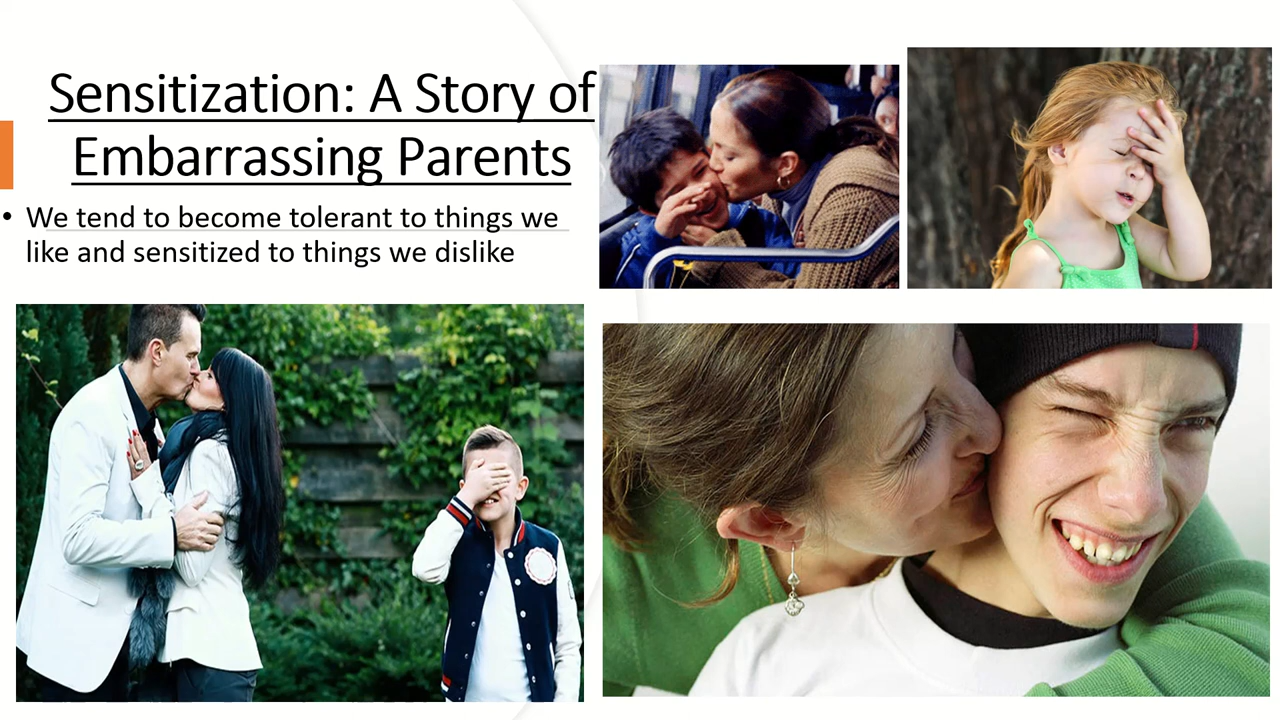 Sensitization: A Story of
Embarrassing Parents
• We tend to become tolerant to things we
like and sensitized to things we dislike